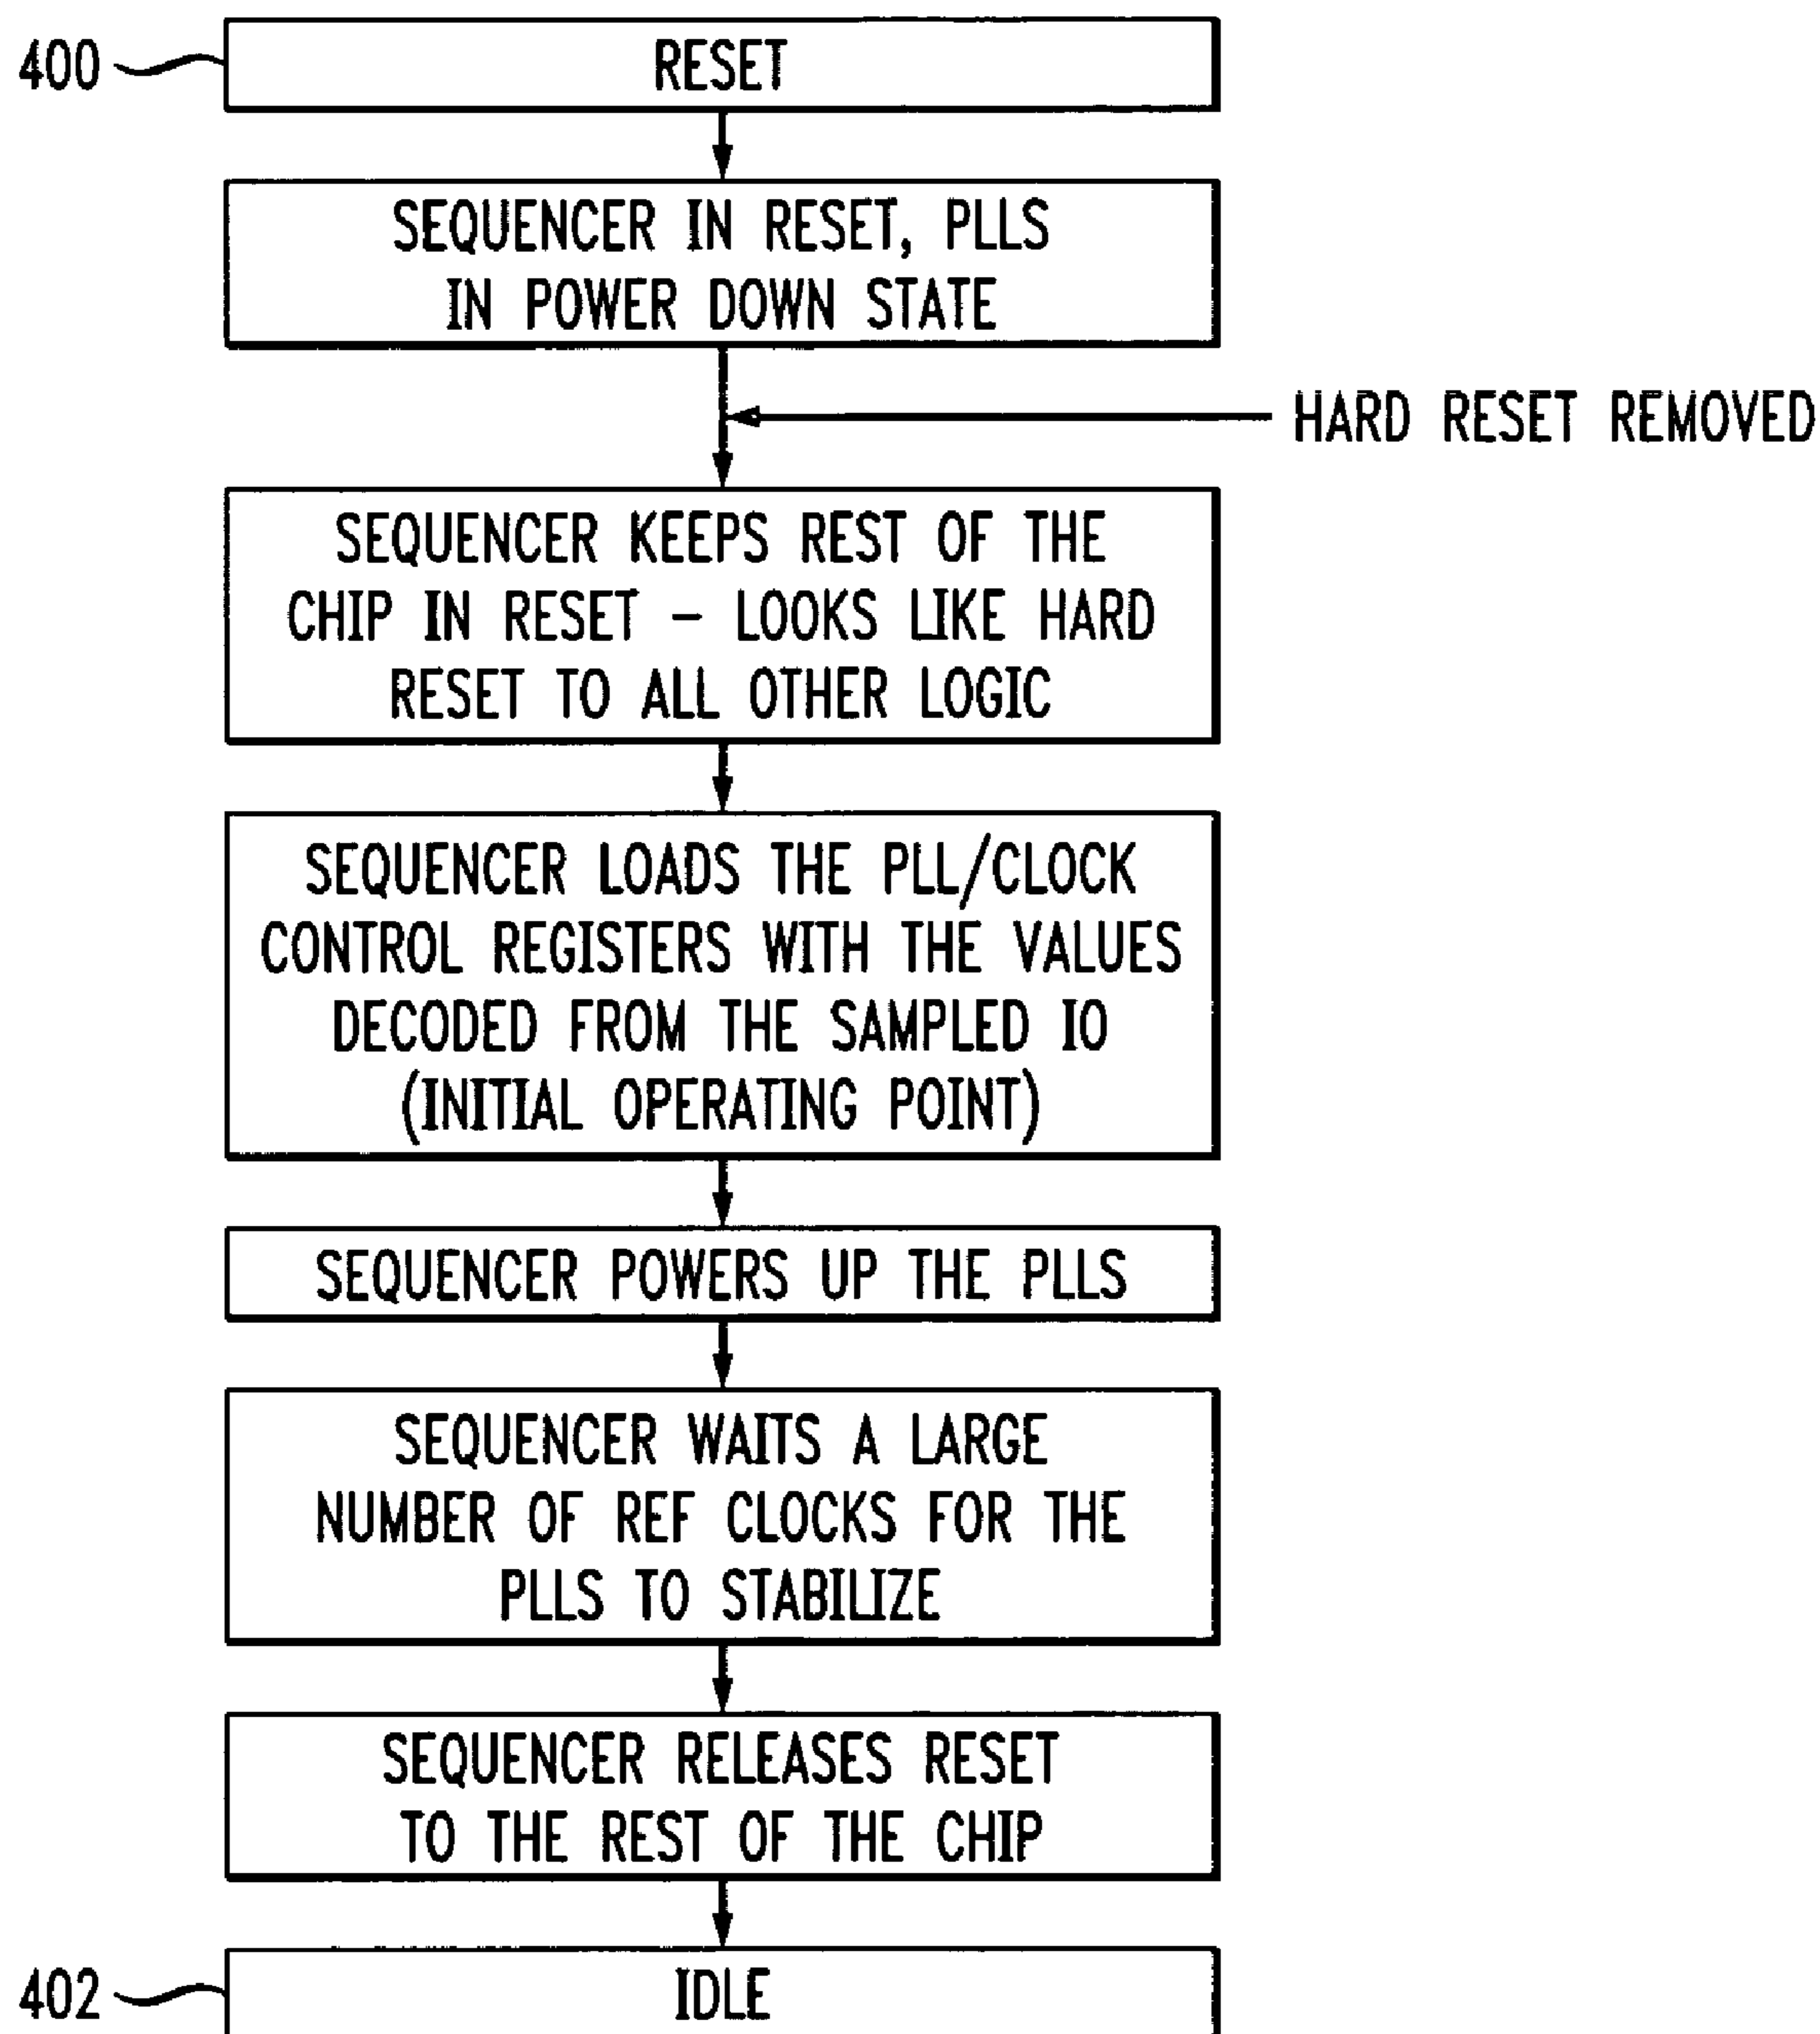 400
RESET
SEQUENCER IN RESET, PLLS
IN POWER DOWN STATE
HARD RESET REMOVED
SEQUENCER KEEPS REST OF THE
CHIP IN RESET – LOOKS LIKE HARD
RESET TO ALL OTHER LOGIC
SEQUENCER LOADS THE PLL/CLOCK
CONTROL REGISTERS WITH THE VALUES
DECODED FROM THE SAMPLED IO
(INITIAL OPERATING POINT)
SEQUENCER POWERS UP THE PLLS
SEQUENCER WAITS A LARGE
NUMBER OF REF CLOCKS FOR THE
PLLS TO STABILIZE
SEQUENCER RELEASES RESET
TO THE REST OF THE CHIP
402
IDLE